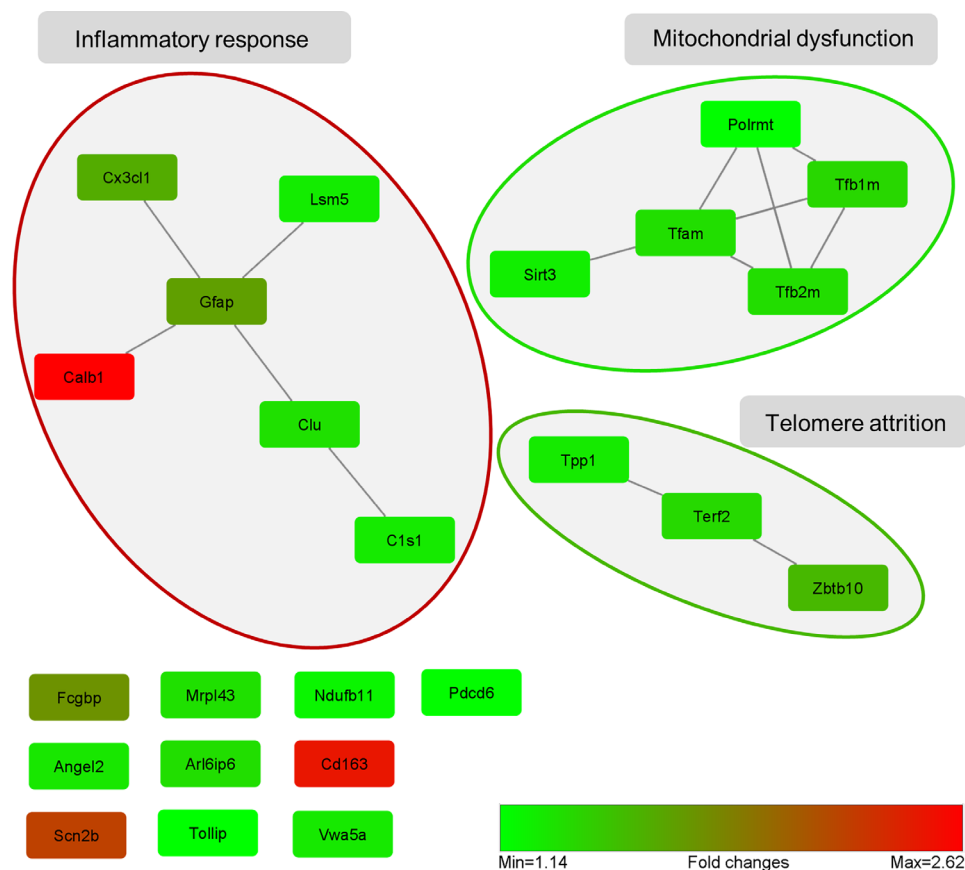 Inflammatory response
Mitochondrial dysfunction
Polrmt
Cx3cl1
Lsm5
Tfb1m
Tfam
Sirt3
Tfb2m
Gfap
Calb1
Clu
Telomere attrition
Tpp1
Terf2
C1s1
Zbtb10
Fcgbp
Mrpl43
Ndufb11
Pdcd6
Angel2
Arl6ip6
Cd163
Scn2b
Tollip
Vwa5a
Min=1.14 Fold changes Max=2.62